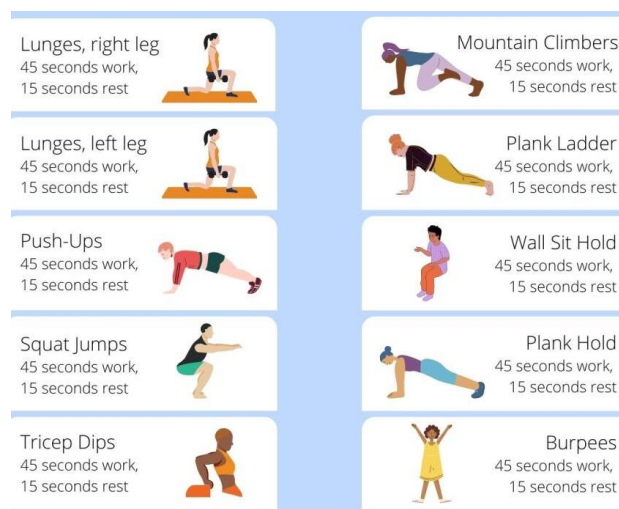 Lunges, right leg
45 seconds work,
15 seconds rest
Lunges, left leg
45 seconds work,
15 seconds rest
Push-Ups
45 seconds work,
15 seconds rest
Squat Jumps
45 seconds work,
15 seconds rest
Tricep Dips
45 seconds work,
15 seconds rest
Mountain Climbers
45 seconds work,
15 seconds rest
Plank Ladder
45 seconds work,
15 seconds rest
Wall Sit Hold
45 seconds work,
15 seconds rest
Plank Hold
45 seconds work,
15 seconds rest
Burpees
45 seconds work,
15 seconds rest